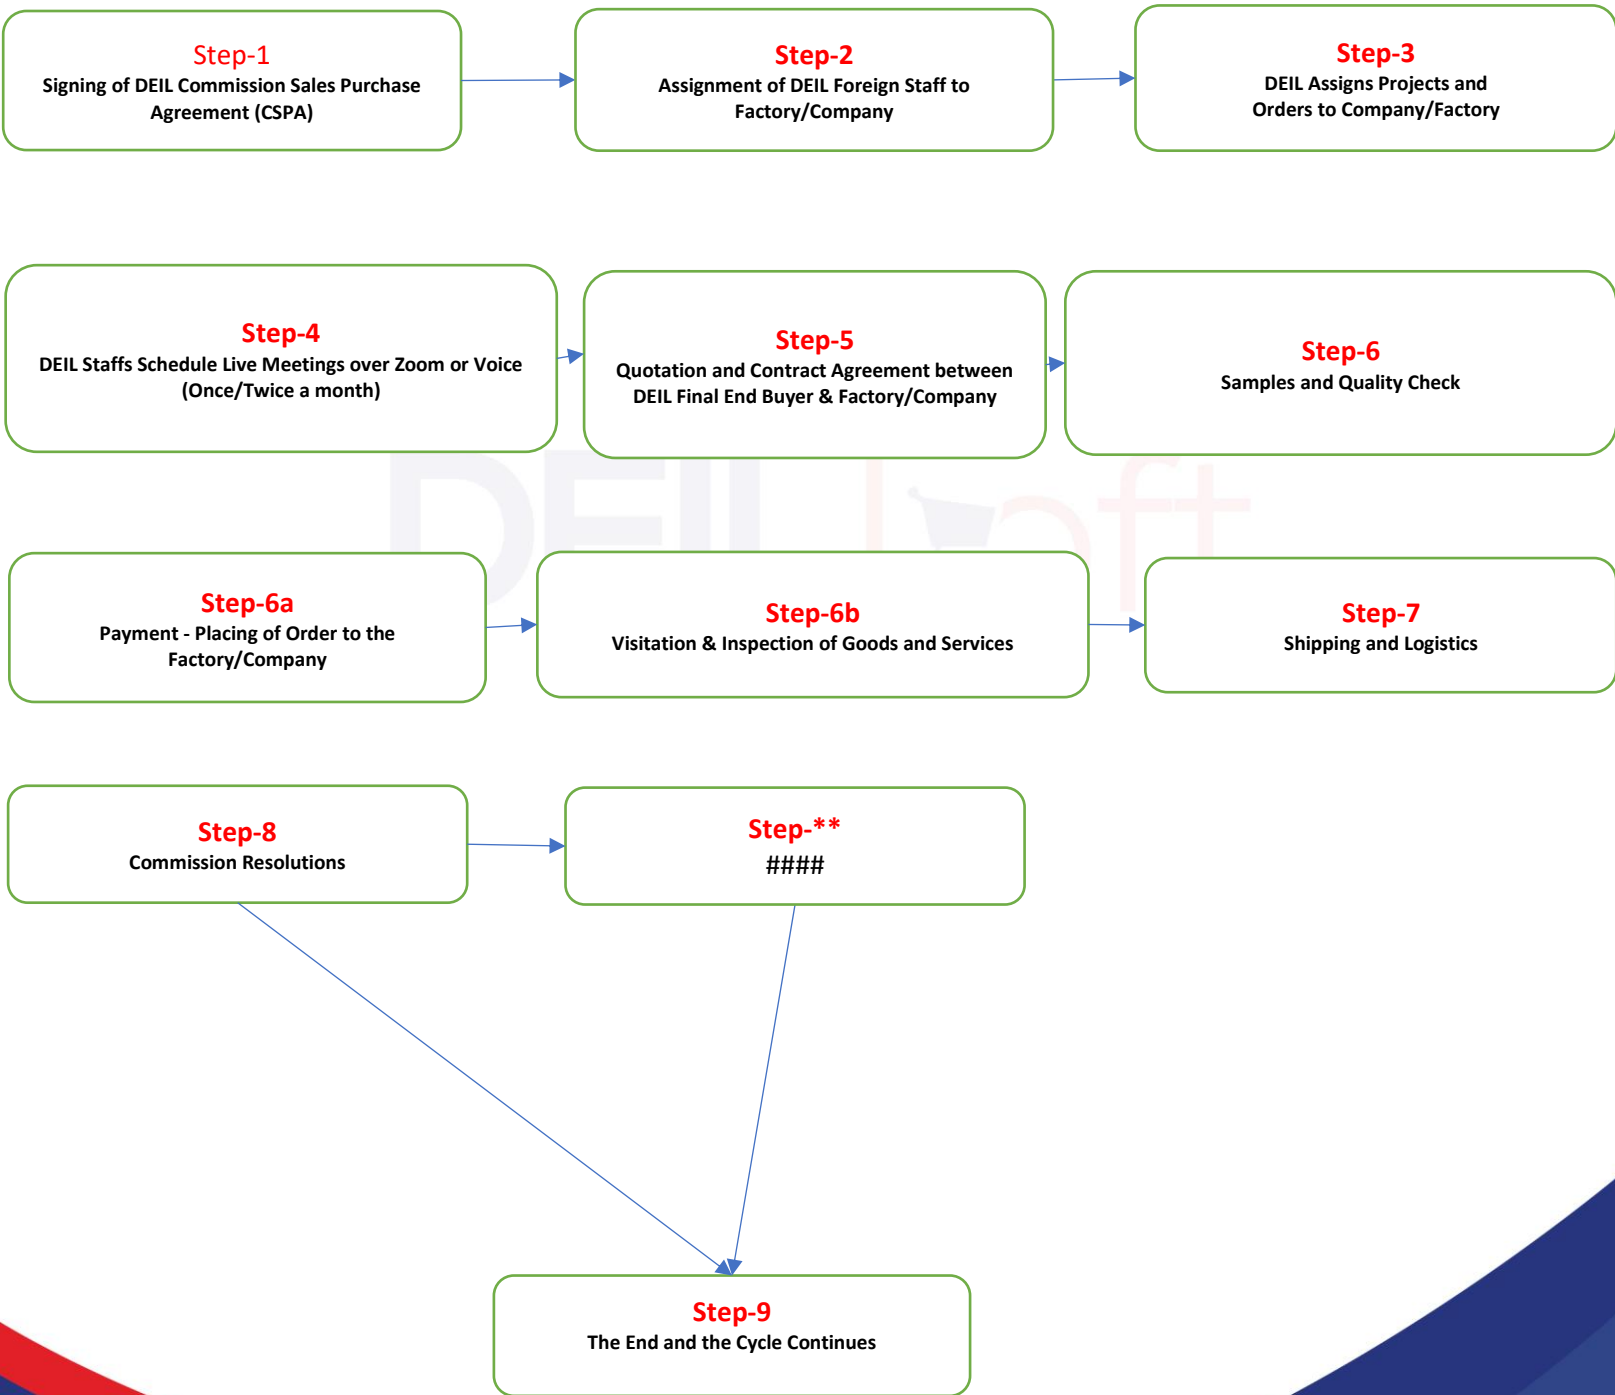 Step-1
Signing of DEIL Commission Sales Purchase
Agreement (CSPA)
Step-2
Assignment of DEIL Foreign Staff to
Factory/Company
Step-3
DEIL Assigns Projects and
Orders to Company/Factory
Step-4
DEIL Staffs Schedule Live Meetings over Zoom or Voice
(Once/Twice a month)
Step-5
Quotation and Contract Agreement between
DEIL Final End Buyer & Factory/Company
Step-6
Samples and Quality Check
DEIL
Step-6a
Payment - Placing of Order to the
Factory/Company
Step-6b
Visitation & Inspection of Goods and Services
Step-7
Shipping and Logistics
Step-8
Commission Resolutions
Step-**
####
Step-9
The End and the Cycle Continues